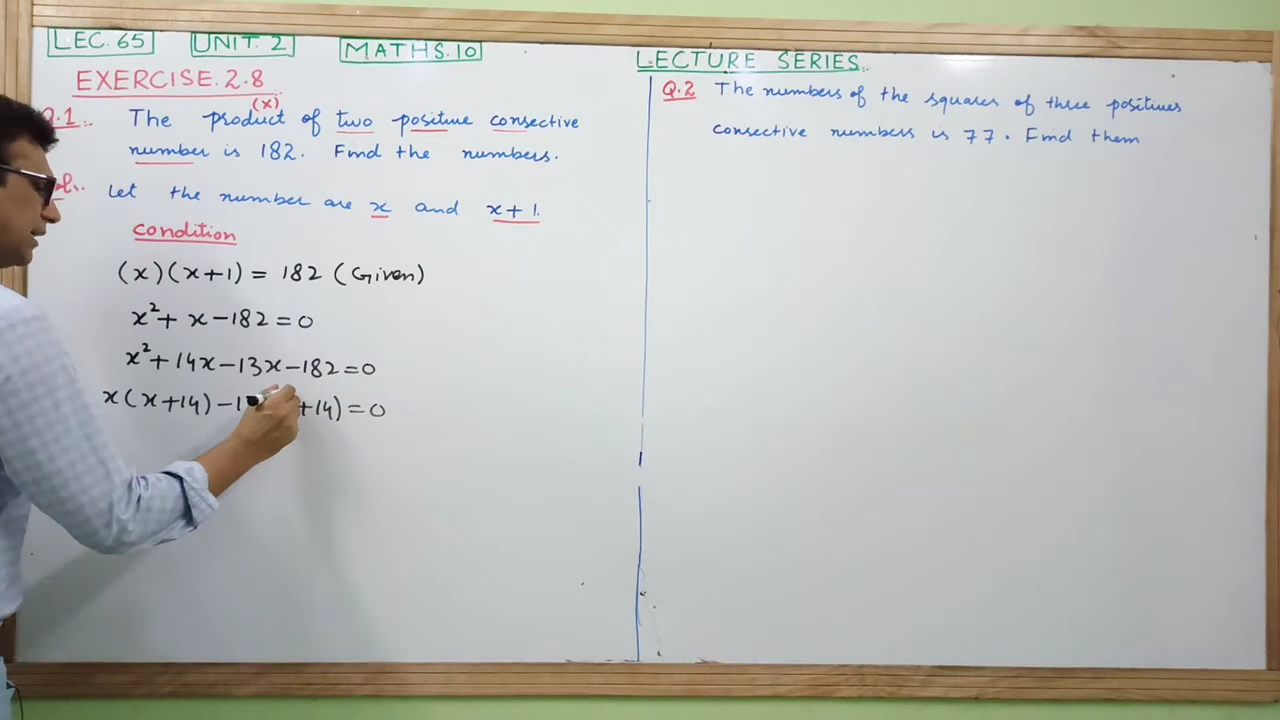 LEC. 65 UNIT. 2 MATHS. 10
EXERCISE. 2.8
(x)
Q.1 The product of two positive consective
number is 182. Find the numbers.
Let the number are x and x+1.
condition
(x)(x+1) = 182 (Given)
x²+ x-182=0
x²+14x-13x-182=0
x(x+14)-1 +14)=0
LECTURE SERIES.
Q.2 The numbers of the squares of three positives
consective numbers is 77. Find them